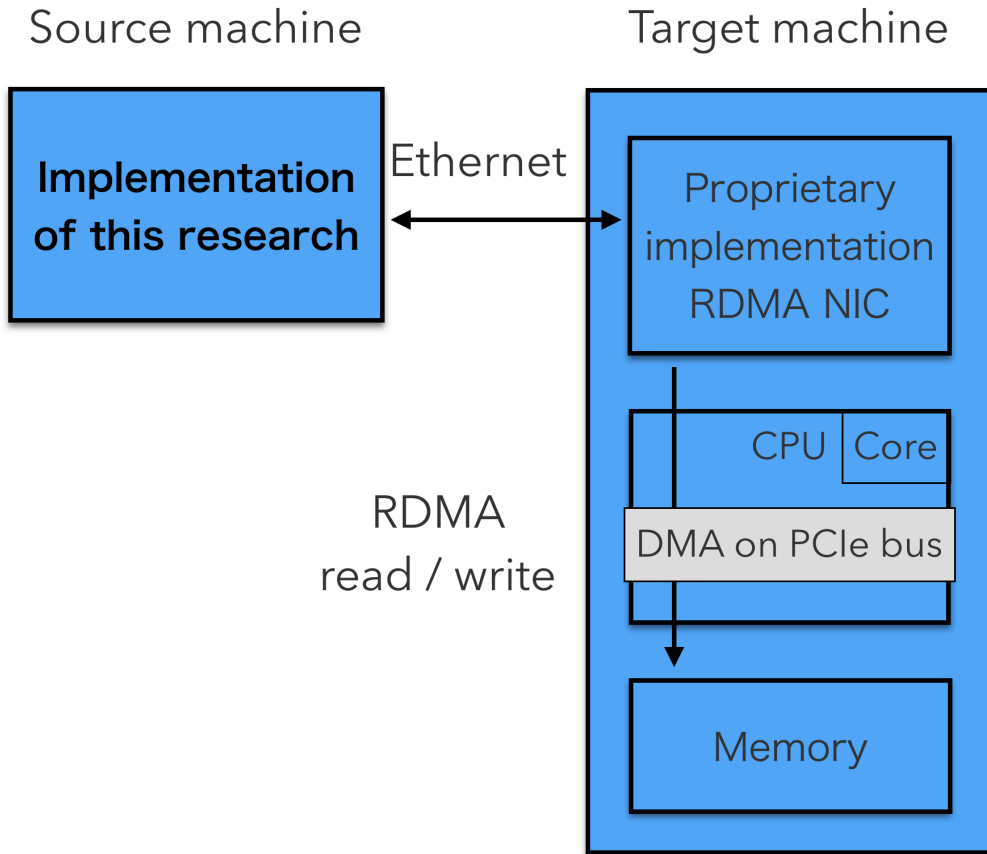 Source machine
Target machine
Implementation
of this research
Ethernet
Proprietary
implementation
RDMA NIC
CPU
Core
DMA on PCIe bus
RDMA
read / write
Memory